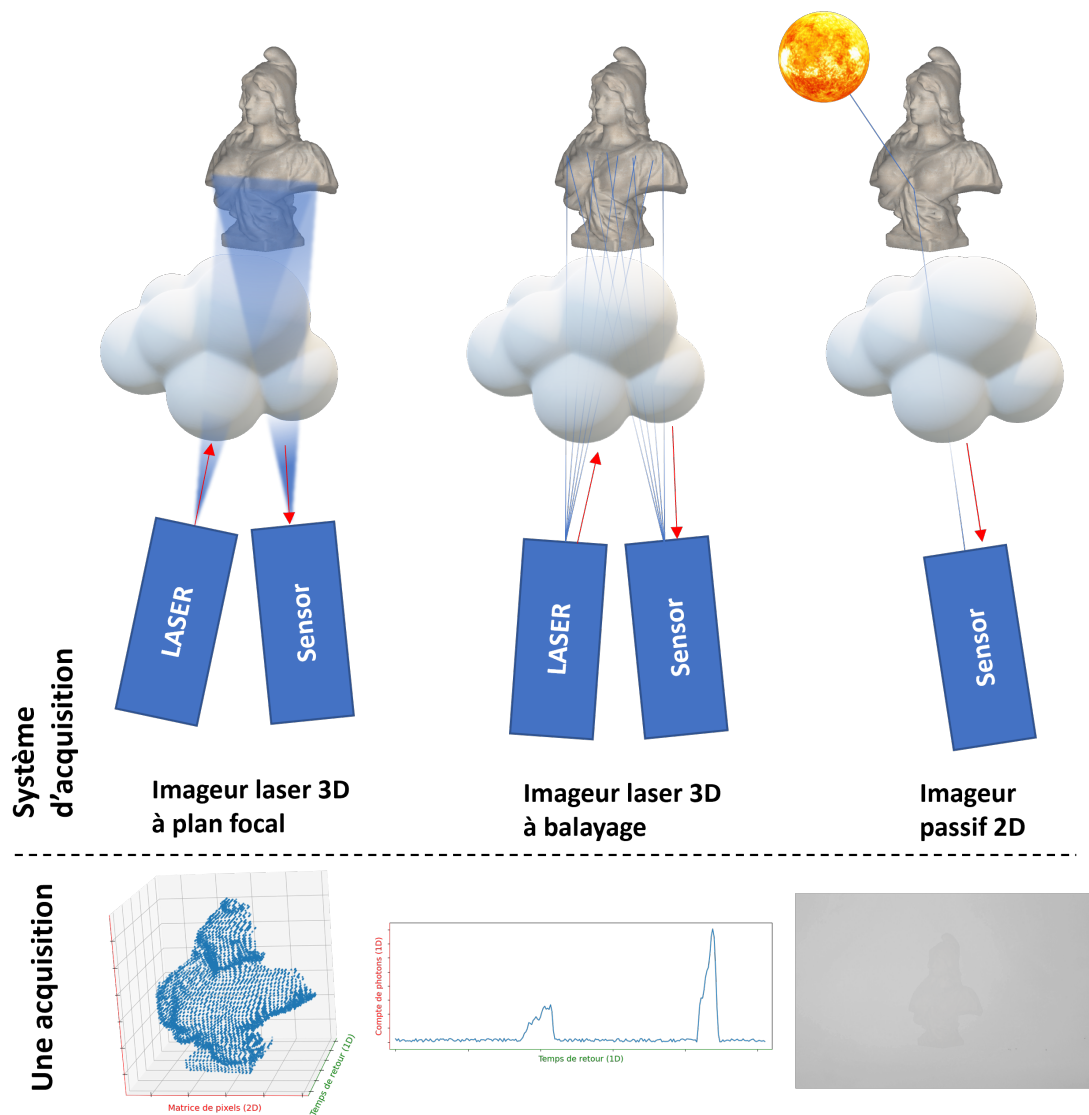 LASER
Sensor
LASER
Sensor
Sensor
Système
d'acquisition
Imageur laser 3D
à plan focal
Imageur laser 3D
à balayage
Imageur
passif 2D
Une acquisition
Matrice de pixels (2D)
Temps de retour (1D)
Compte de photons (1D)
Temps de retour (1D)